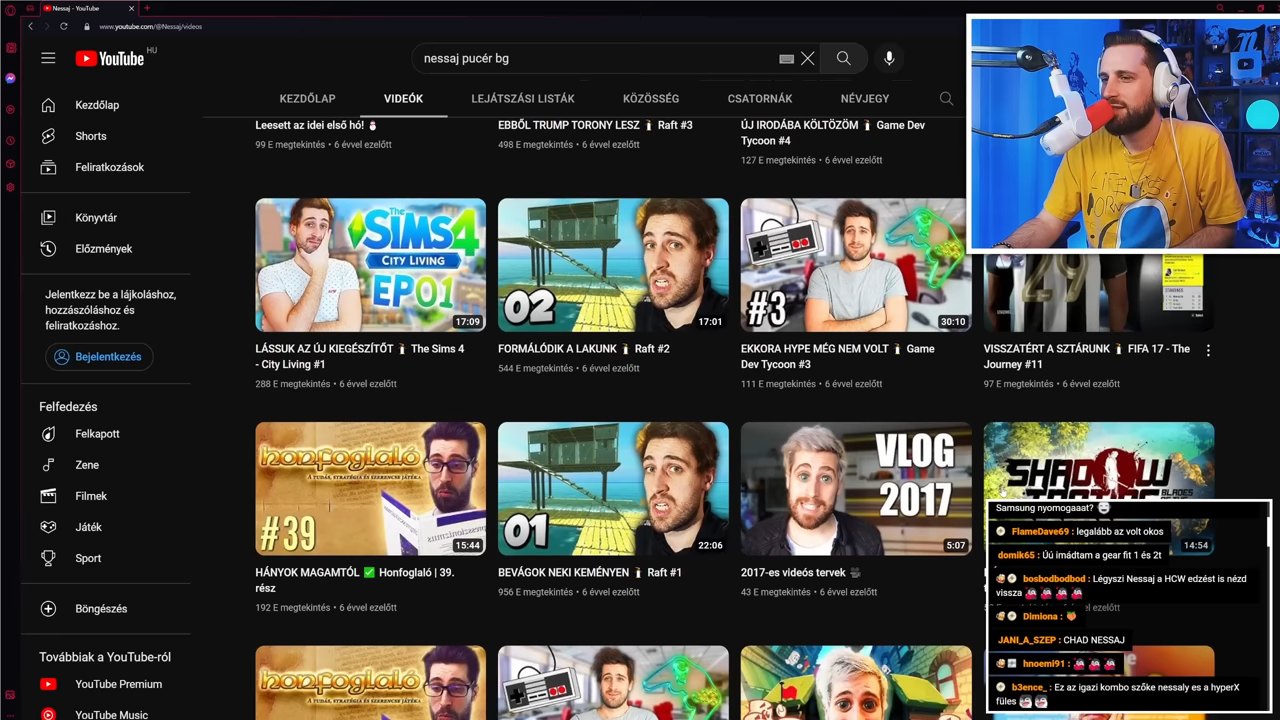 Nessaj - YouTube
www.youtube.com/@Nessaj/videos
YouTube HU
nessaj pucér bg
KEZDŐLAP
VIDEÓK
LEJÁTSZÁSI LISTÁK
KÖZÖSSÉG
CSATORNÁK
NÉVJEGY
Kezdőlap
Shorts
Feliratkozások
Könyvtár
Előzmények
Jelentkezz be a lájkoláshoz,
hozzászóláshoz és
feliratkozáshoz.
Bejelentkezés
Felfedezés
Felkapott
Zene
Filmek
Játék
Sport
Böngészés
Továbbiak a YouTube-ról
YouTube Premium
YouTube Music
Leesett az idei első hó! ⛄
99 E megtekintés • 6 évvel ezelőtt
EBBŐL TRUMP TORONY LESZ Raft #3
498 E megtekintés • 6 évvel ezelőtt
ÚJ IRODÁBA KÖLTÖZÖM Game Dev
Tycoon #4
127 E megtekintés • 6 évvel ezelőtt
The SIMS 4
CITY LIVING
EP01
17:09
LÁSSUK AZ ÚJ KIEGÉSZÍTŐT The Sims 4
- City Living #1
288 E megtekintés • 6 évvel ezelőtt
02
17:01
FORMÁLÓDIK A LAKUNK Raft #2
544 E megtekintés • 6 évvel ezelőtt
#3
30:10
EKKORA HYPE MÉG NEM VOLT Game
Dev Tycoon #3
111 E megtekintés • 6 évvel ezelőtt
29
VISSZATÉRT A SZTÁRUNK FIFA 17 - The
Journey #11
97 E megtekintés • 6 évvel ezelőtt
honfoglaló
A TUDÁS, STRATÉGIA ÉS SZERENCSE JÁTÉKA
#39
15:44
HÁNYOK MAGAMTÓL ✅ Honfoglaló | 39.
rész
192 E megtekintés • 6 évvel ezelőtt
01
22:08
BEVÁGOK NEKI KEMÉNYEN Raft #1
956 E megtekintés • 6 évvel ezelőtt
VLOG
2017
5:07
2017-es videós tervek
43 E megtekintés • 6 évvel ezelőtt
SHADOW
14:54
honfoglaló
Samsung nyomogaaat?
FlameDave69 : legalább az volt okos
domik65 : Úú imádtam a gear fit 1 és 2t
bosbodbodbod : Légyszi Nessaj a HCW edzést is nézd
vissza
Dimiona : 🍑
JANI_A_SZEP : CHAD NESSAJ
hnoemi91 :
b3ence_ : Ez az igazi kombo szőke nessaly es a hyperX
füles